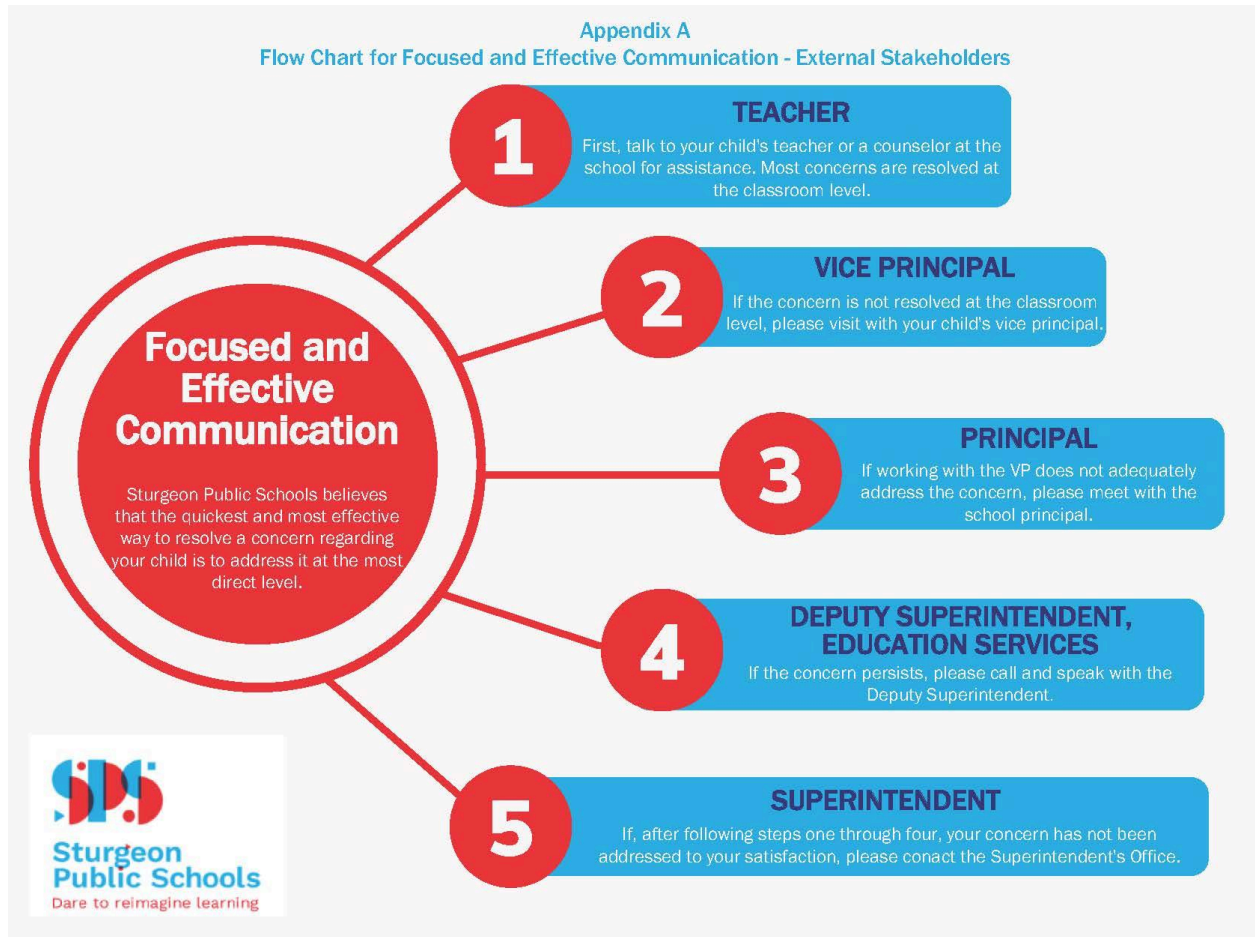 Appendix A
Flow Chart for Focused and Effective Communication - External Stakeholders
1
TEACHER
First, talk to your child's teacher or a counselor at the
school for assistance. Most concerns are resolved at
the classroom level.
2
VICE PRINCIPAL
If the concern is not resolved at the classroom
level, please visit with your child's vice principal.
Focused and
Effective
Communication
Sturgeon Public Schools believes
that the quickest and most effective
way to resolve a concern regarding
your child is to address it at the most
direct level.
3
PRINCIPAL
If working with the VP does not adequately
address the concern, please meet with the
school principal.
4
DEPUTY SUPERINTENDENT,
EDUCATION SERVICES
If the concern persists, please call and speak with the
Deputy Superintendent.
5
SUPERINTENDENT
If, after following steps one through four, your concern has not been
addressed to your satisfaction, please conact the Superintendent's Office.
SPS
Sturgeon
Public Schools
Dare to reimagine learning